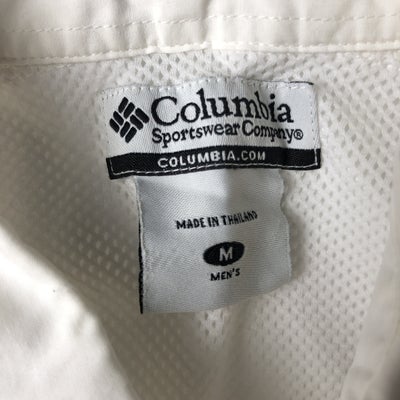 Columbia
Sportswear Company®
COLUMBIA.COM
MADE IN THAILAND
M
MEN'S